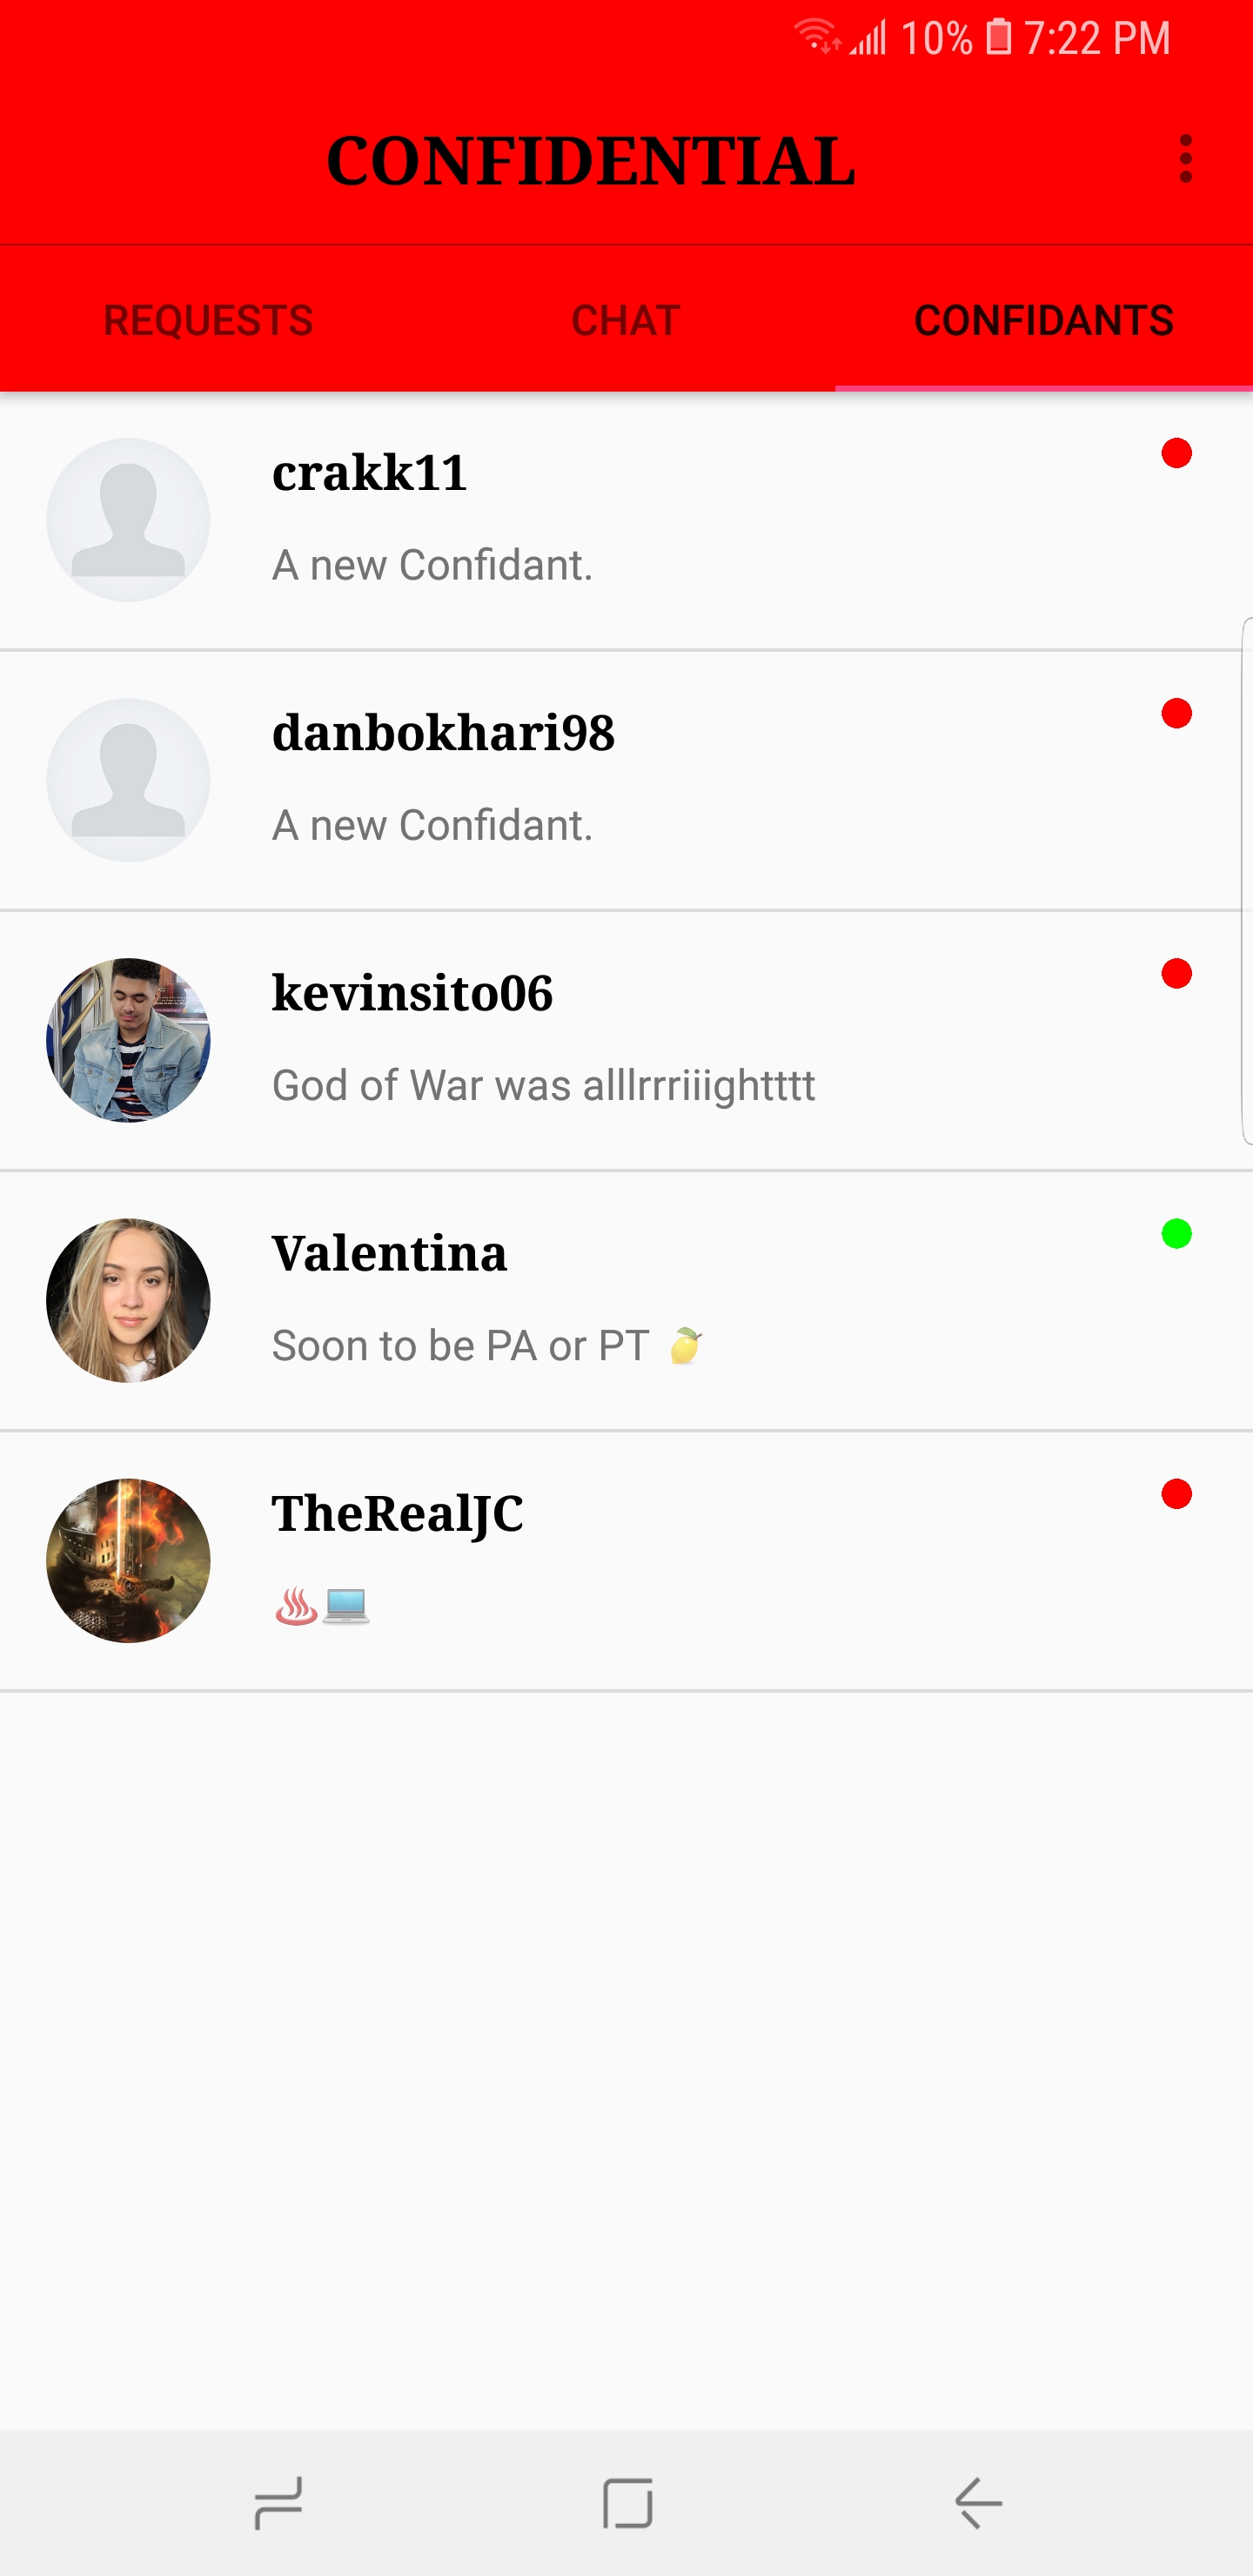 10% 7:22 PM
CONFIDENTIAL
REQUESTS CHAT CONFIDANTS
crakk11
A new Confidant.
danbokhari98
A new Confidant.
kevinsito06
God of War was alllrrrriiightttt
Valentina
Soon to be PA or PT 🍋
TheRealJC
♨️💻